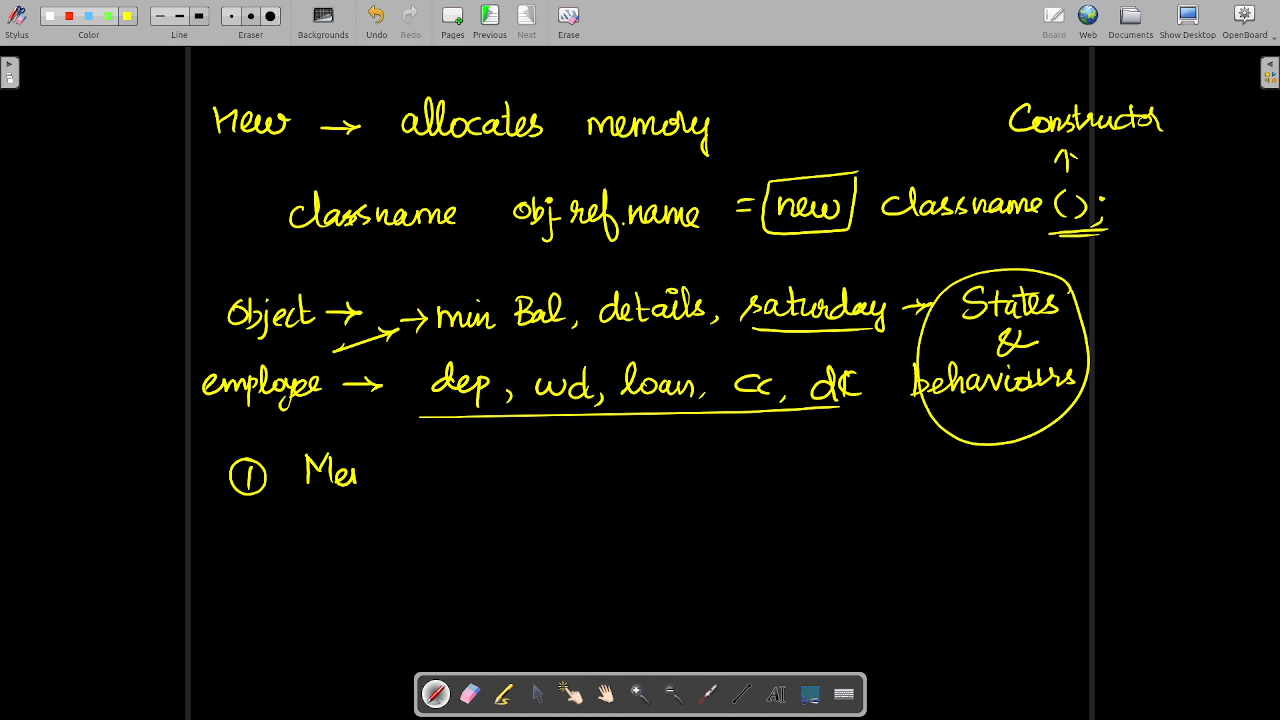 Stylus Color Line Eraser Backgrounds Undo Redo Pages Previous Next Erase Board Web Documents Show Desktop OpenBoard
new → allocates memory
Constructor
↑
classname obj ref.name = new classname ();
object → → min Bal, details, saturday → States
&
employee → dep, wd, loan, cc, dc behaviours
① Mem
AI